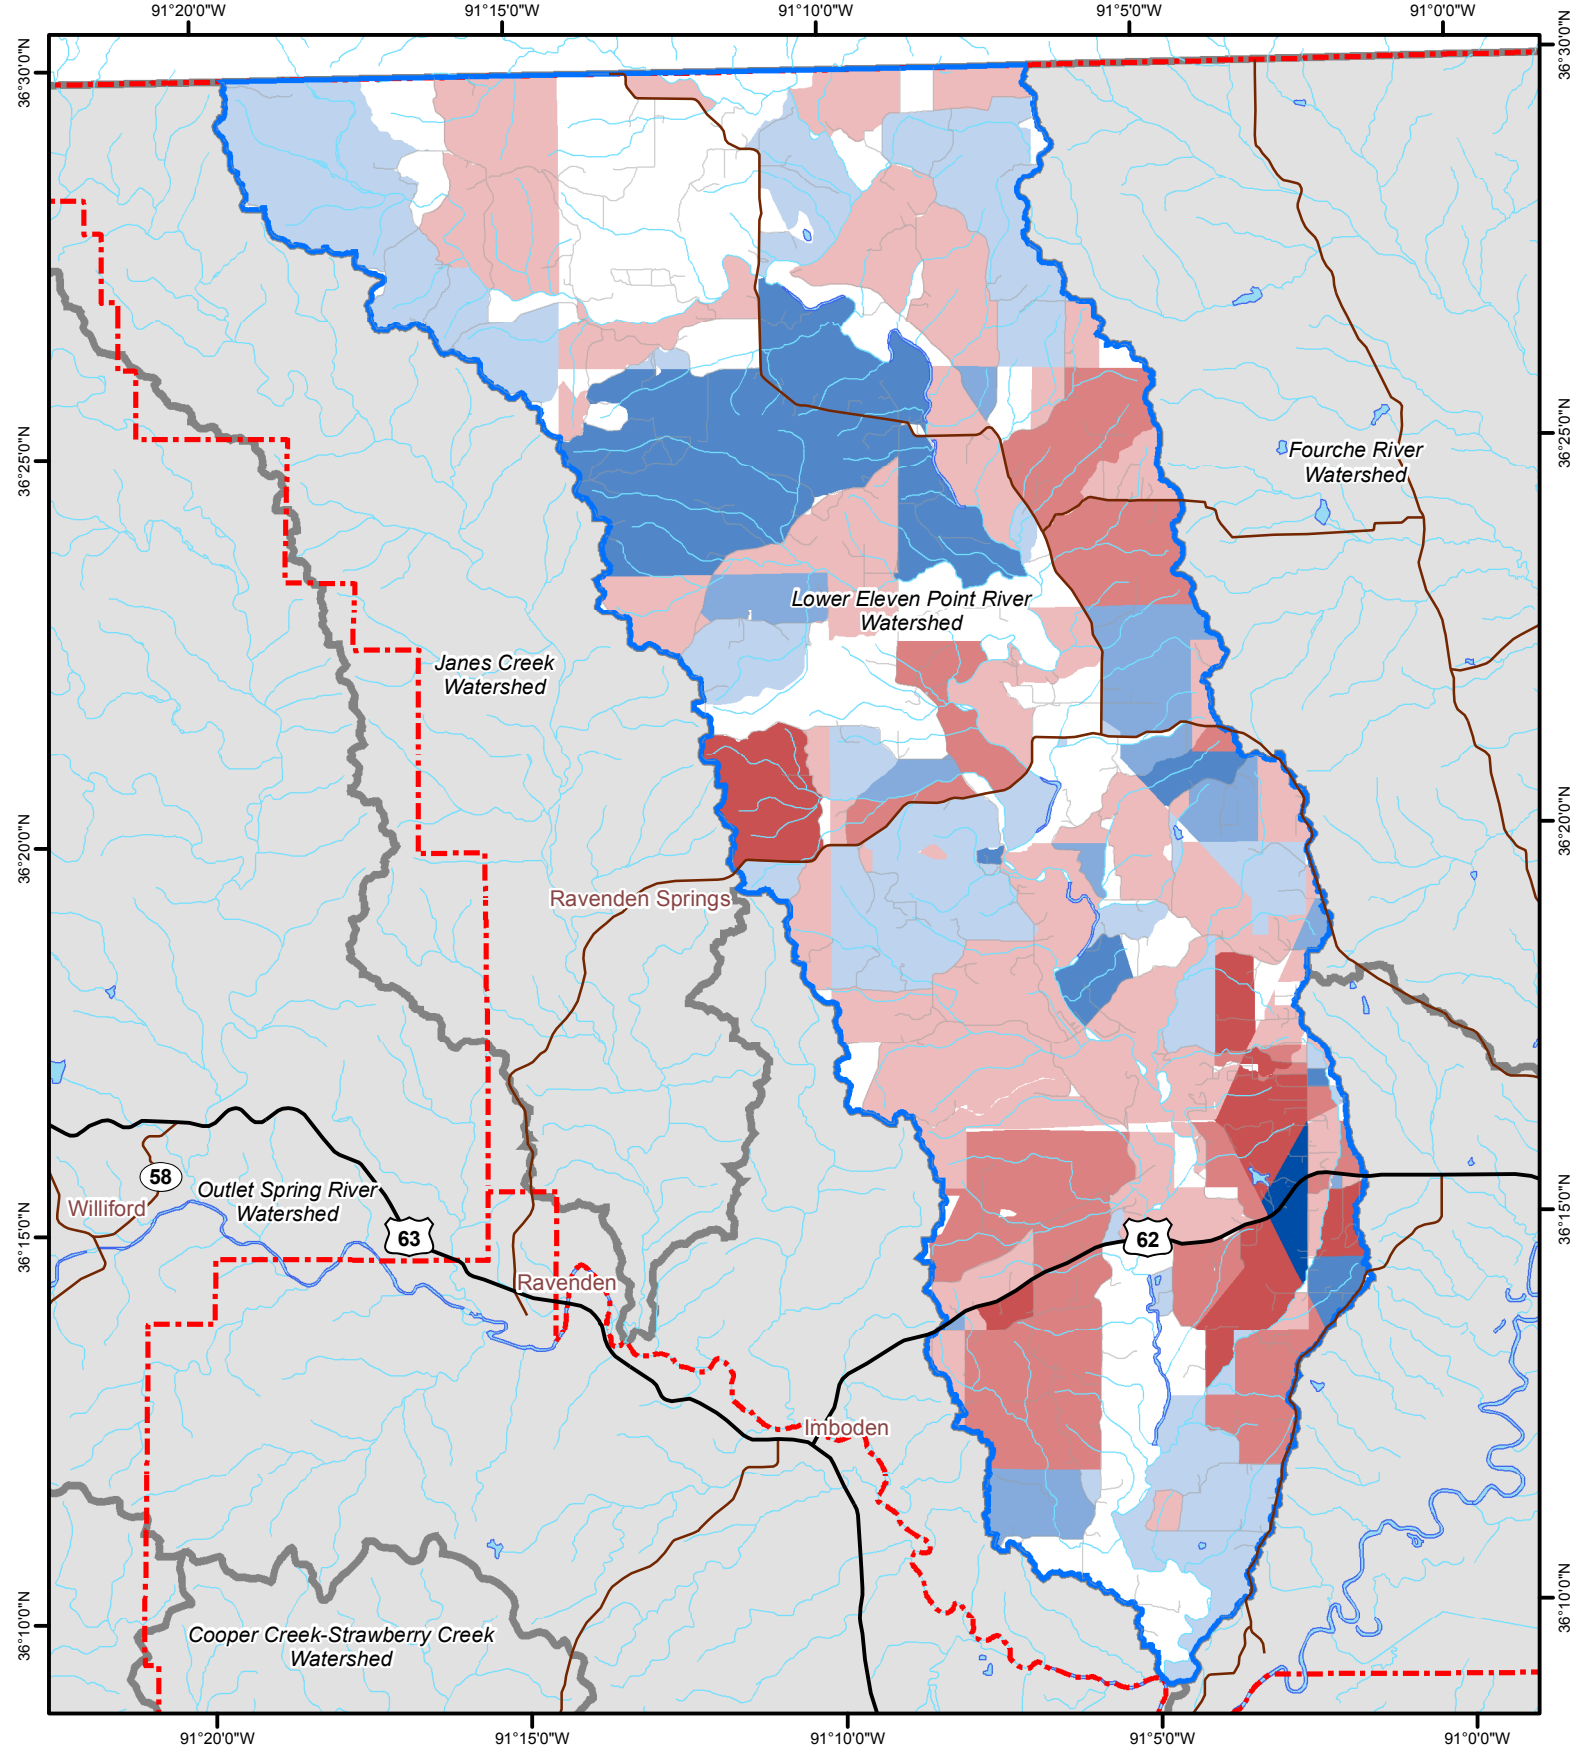 91°20'0"W
91°15'0"W
91°10'0"W
91°5'0"W
91°0'0"W
36°30'0"N
36°30'0"N
36°25'0"N
36°25'0"N
Fourche River
Watershed
Lower Eleven Point River
Watershed
Janes Creek
Watershed
36°20'0"N
36°20'0"N
Ravenden Springs
58
Outlet Spring River
Watershed
Williford
63
62
36°15'0"N
36°15'0"N
Ravenden
Imboden
36°10'0"N
36°10'0"N
Cooper Creek-Strawberry Creek
Watershed
91°20'0"W
91°15'0"W
91°10'0"W
91°5'0"W
91°0'0"W